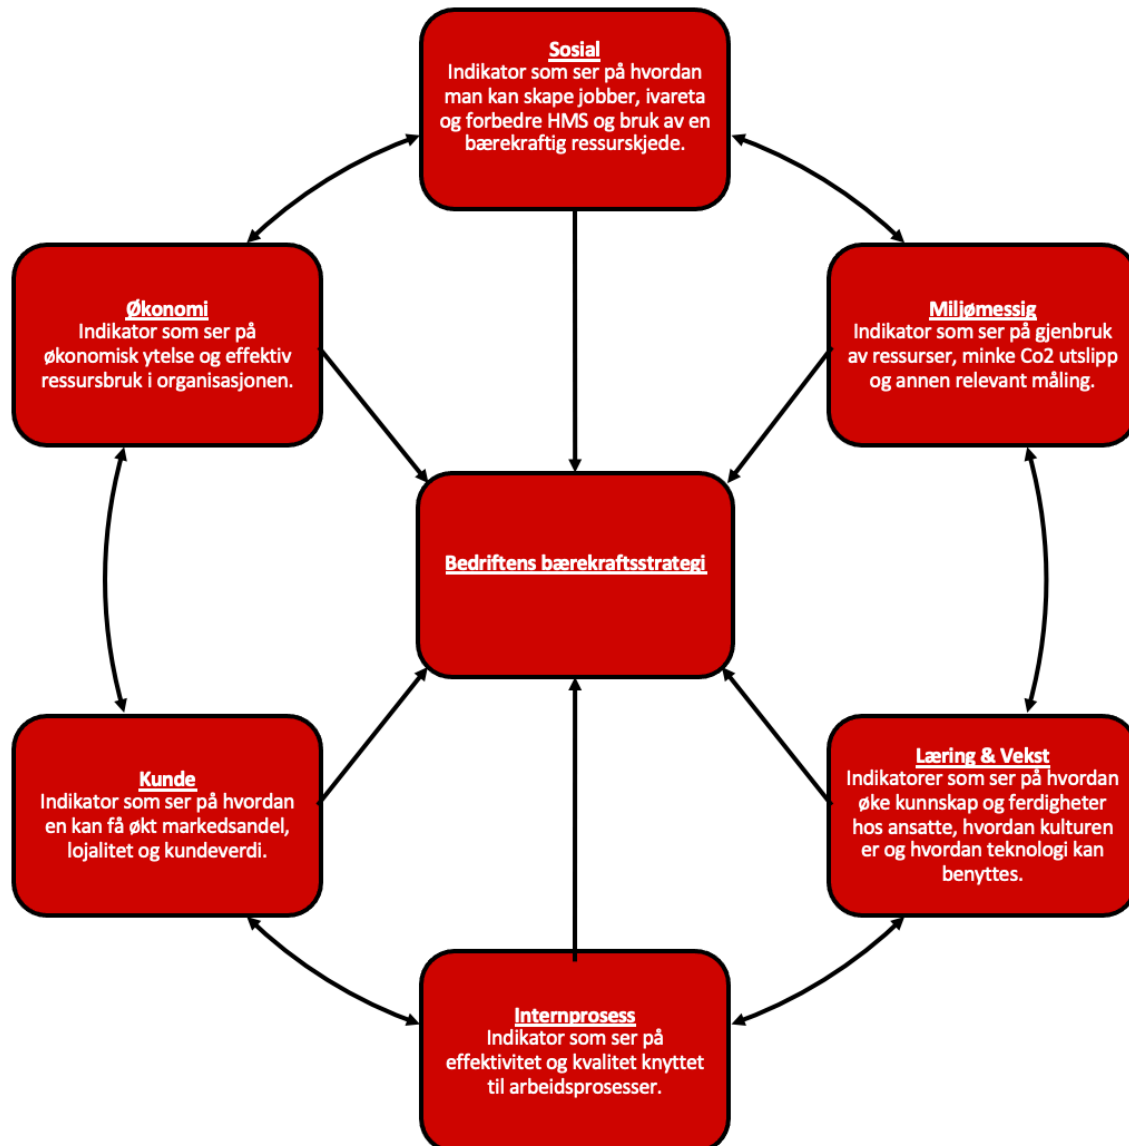 Sosial
Indikator som ser på hvordan
man kan skape jobber, ivareta
og forbedre HMS og bruk av en
bærekraftig ressurskjede.
Økonomi
Indikator som ser på
økonomisk ytelse og effektiv
ressursbruk i organisasjonen.
Miljømessig
Indikator som ser på gjenbruk
av ressurser, minke Co2 utslipp
og annen relevant måling.
Bedriftens bærekraftsstrategi
Kunde
Indikator som ser på hvordan
en kan få økt markedsandel,
lojalitet og kundeverdi.
Læring & Vekst
Indikatorer som ser på hvordan
øke kunnskap og ferdigheter
hos ansatte, hvordan kulturen
er og hvordan teknologi kan
benyttes.
Internprosess
Indikator som ser på
effektivitet og kvalitet knyttet
til arbeidsprosesser.